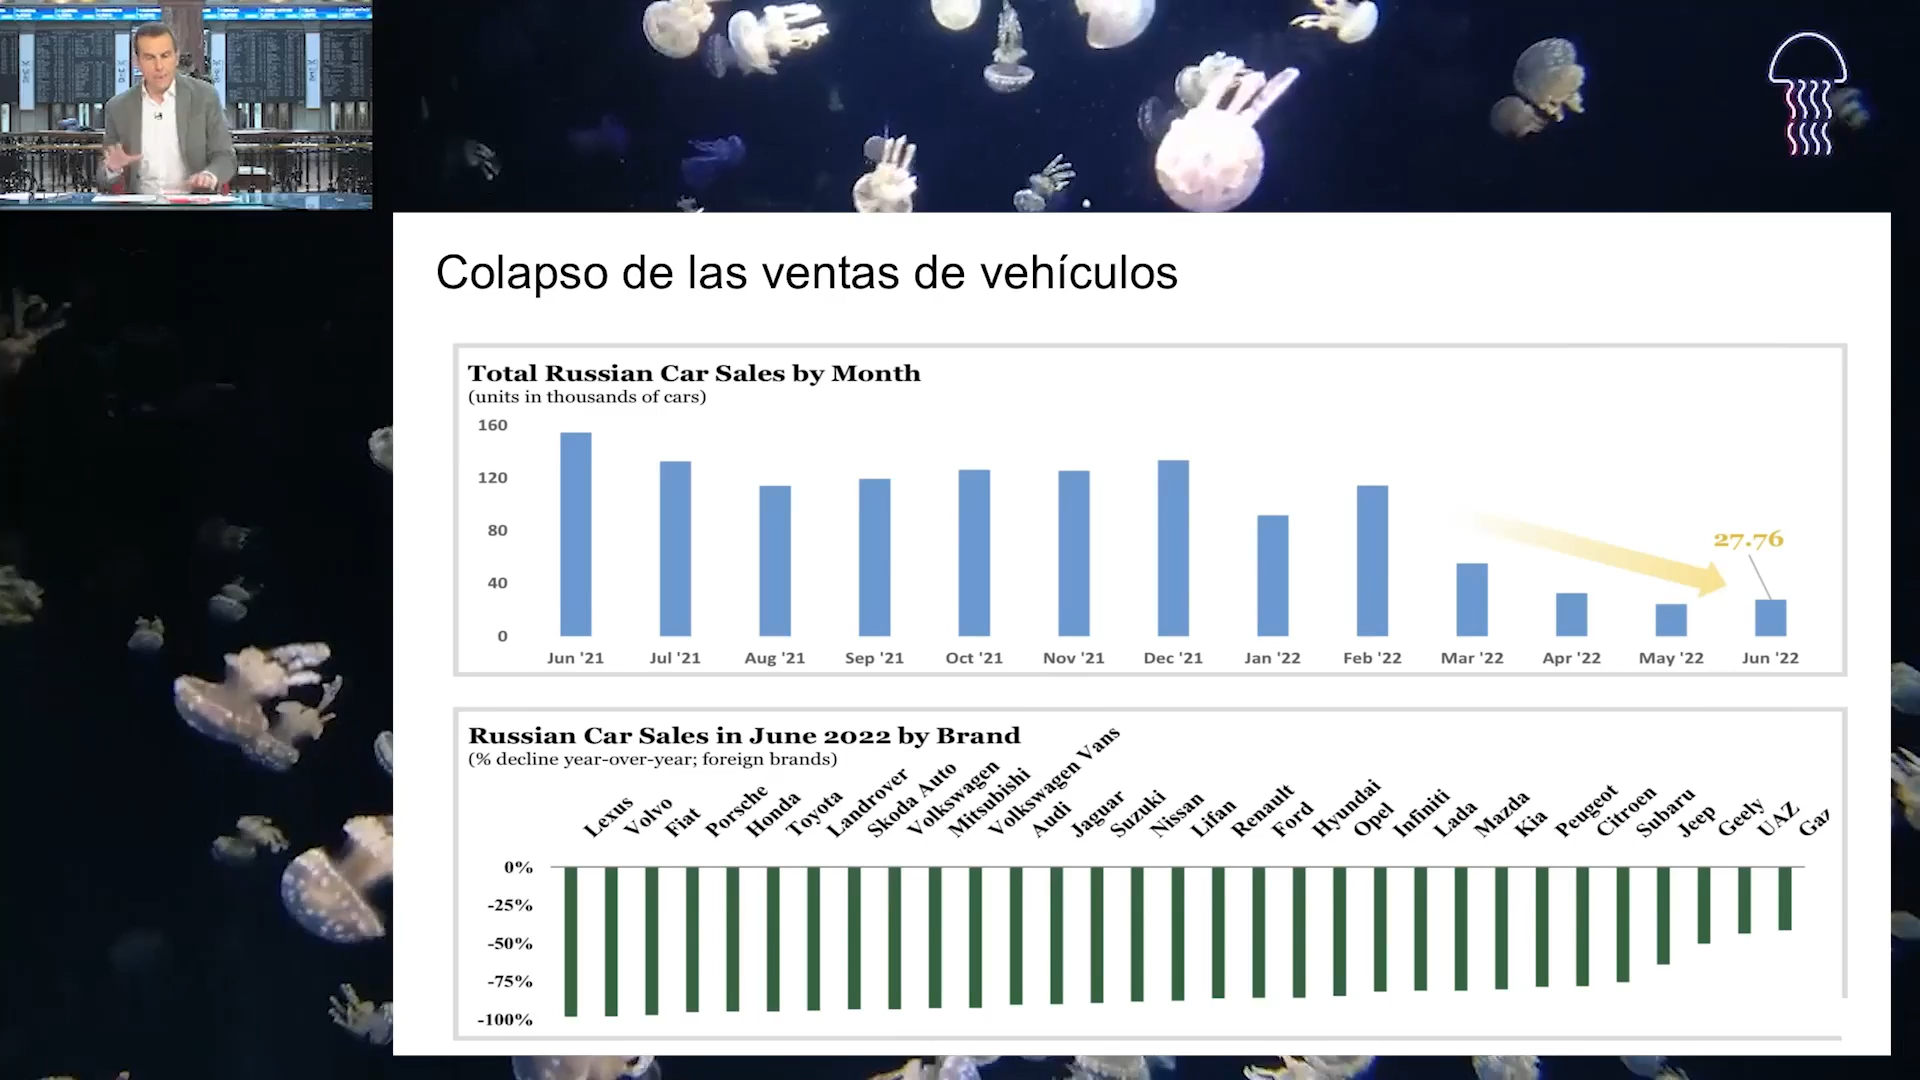 Colapso de las ventas de vehículos
Total Russian Car Sales by Month
(units in thousands of cars)
160
120
80
40
0
27.76
Jun '21 Jul '21 Aug '21 Sep '21 Oct '21 Nov '21 Dec '21 Jan '22 Feb '22 Mar '22 Apr '22 May '22 Jun '22
Russian Car Sales in June 2022 by Brand
(% decline year-over-year; foreign brands)
Lexus
Volvo
Fiat
Porsche
Honda
Toyota
Landrover
Skoda Auto
Volkswagen
Mitsubishi
Volkswagen Vans
Audi
Jaguar
Suzuki
Nissan
Lifan
Renault
Ford
Hyundai
Opel
Infiniti
Lada
Mazda
Kia
Peugeot
Citroen
Subaru
Jeep
Geely
UAZ
Gaz
0%
-25%
-50%
-75%
-100%